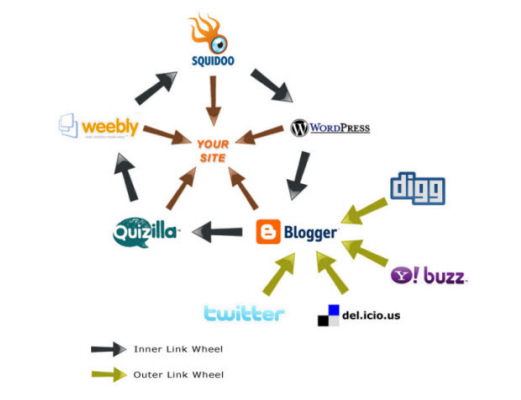 SQUIDOO
weebly
WORDPRESS
YOUR
SITE
digg
Quizilla
Blogger
Y! buzz
twitter
del.icio.us
Inner Link Wheel
Outer Link Wheel